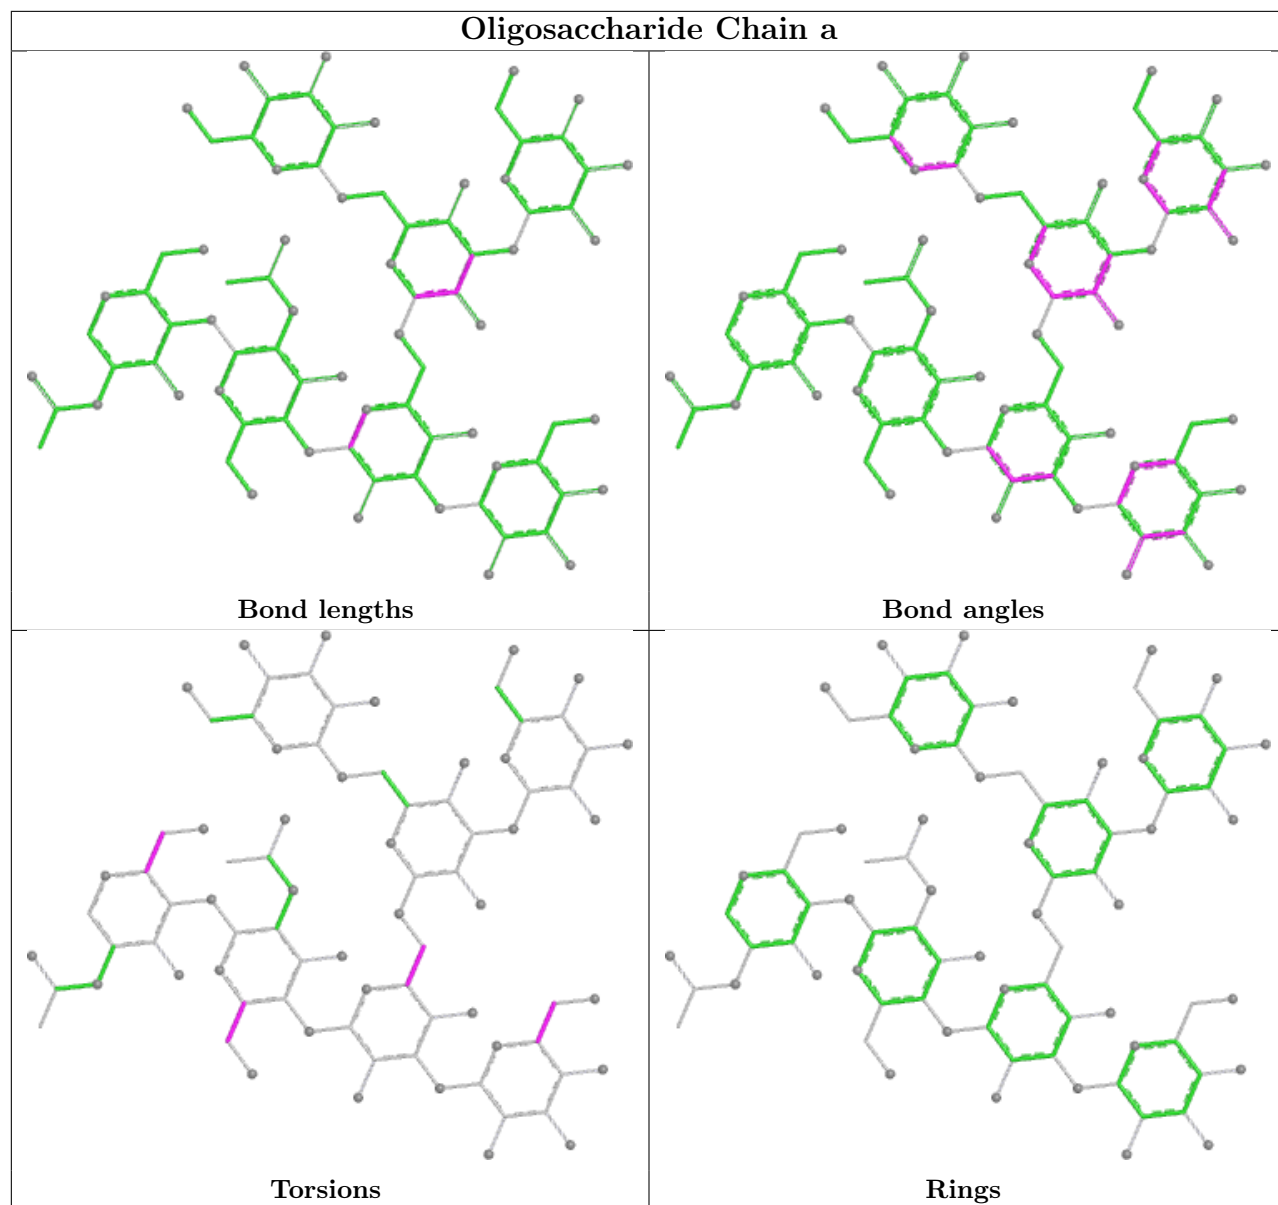 Oligosaccharide Chain a
Bond lengths
Bond angles
Torsions
Rings